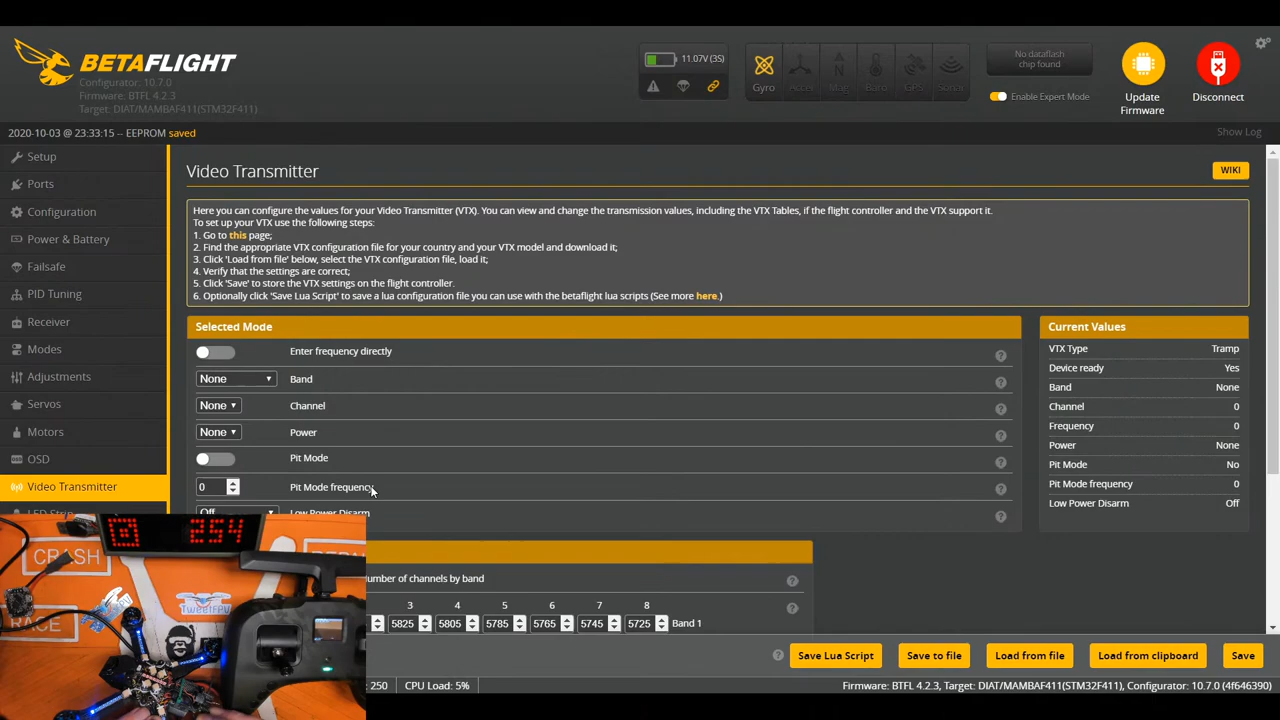 BETAFLIGHT
Configurator: 10.7.0
Firmware: BTFL 4.2.3
Target: DIAT/MAMBAF411(STM32F411)
11.07V (3S)
Gyro
Accel
Mag
Baro
GPS
Sonar
No dataflash
chip found
Enable Expert Mode
Update
Firmware
Disconnect
2020-10-03 @ 23:33:15 -- EEPROM saved
Show Log
Setup
Ports
Configuration
Power & Battery
Failsafe
PID Tuning
Receiver
Modes
Adjustments
Servos
Motors
OSD
Video Transmitter
LED Strip
Video Transmitter
WIKI
Here you can configure the values for your Video Transmitter (VTX). You can view and change the transmission values, including the VTX Tables, if the flight controller and the VTX support it.
To set up your VTX use the following steps:
1. Go to this page;
2. Find the appropriate VTX configuration file for your country and your VTX model and download it;
3. Click 'Load from file' below, select the VTX configuration file, load it;
4. Verify that the settings are correct;
5. Click 'Save' to store the VTX settings on the flight controller.
6. Optionally click 'Save Lua Script' to save a lua configuration file you can use with the betaflight lua scripts (See more here.)
Selected Mode
Enter frequency directly
None Band
None Channel
None Power
Pit Mode
0 Pit Mode frequency
Off Low Power Disarm
Current Values
VTX Type Tramp
Device ready Yes
Band None
Channel 0
Frequency 0
Power None
Pit Mode No
Pit Mode frequency 0
Low Power Disarm Off
umber of channels by band
3 4 5 6 7 8
5825 5805 5785 5765 5745 5725 Band 1
Save Lua Script
Save to file
Load from file
Load from clipboard
Save
250
CPU Load: 5%
Firmware: BTFL 4.2.3, Target: DIAT/MAMBAF411(STM32F411), Configurator: 10.7.0 (4f646390)
254
CRASH
RACE
TweetFPV